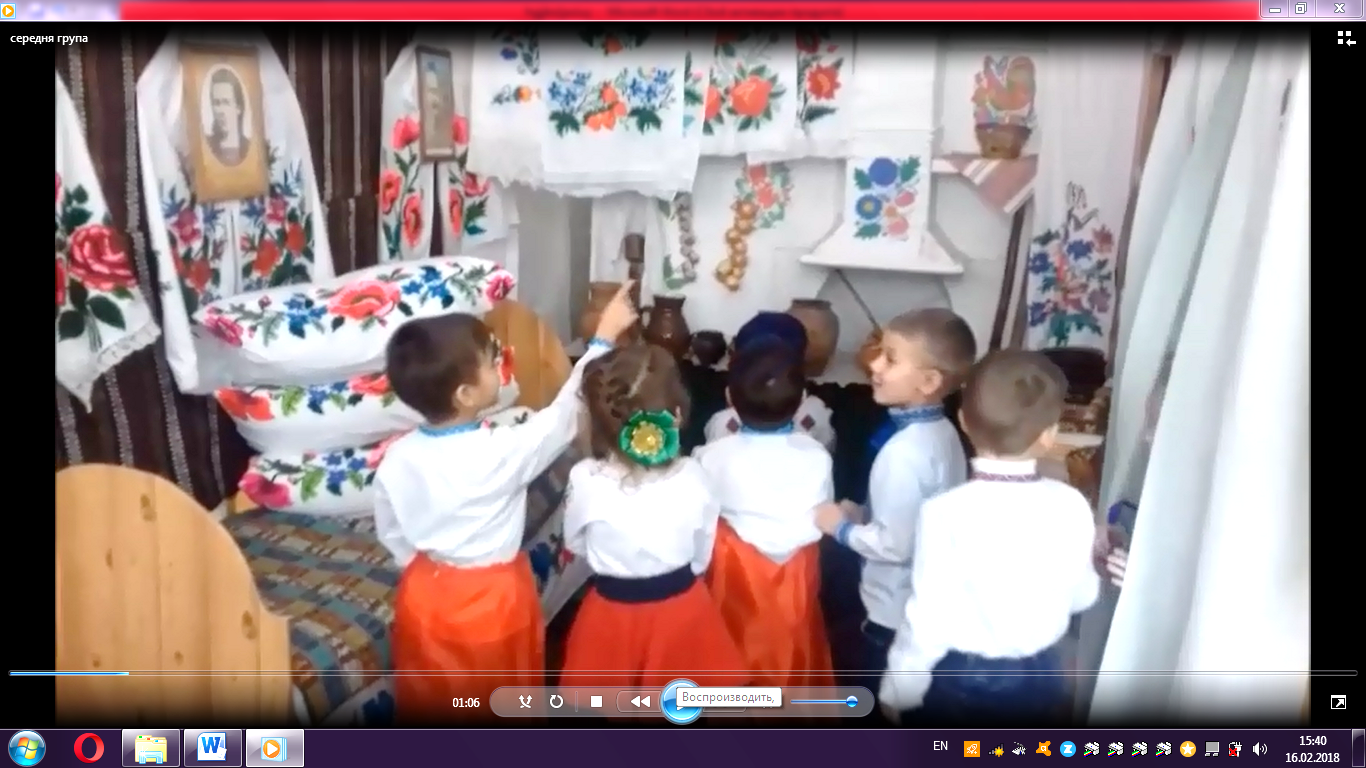 середня група
01:06
Воспроизводить,
EN
15:40
16.02.2018